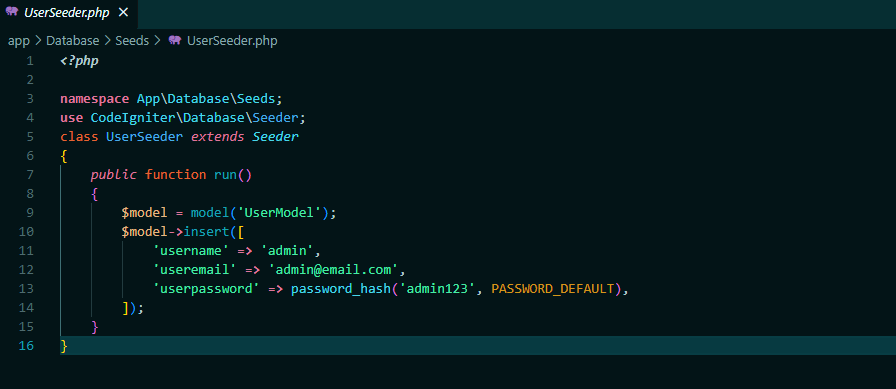 UserSeeder.php ×
app > Database > Seeds > UserSeeder.php
1 <?php
2
3 namespace App\Database\Seeds;
4 use CodeIgniter\Database\Seeder;
5 class UserSeeder extends Seeder
6 {
7     public function run()
8     {
9         $model = model('UserModel');
10         $model->insert([
11             'username' => 'admin',
12             'useremail' => 'admin@email.com',
13             'userpassword' => password_hash('admin123', PASSWORD_DEFAULT),
14         ]);
15     }
16 }